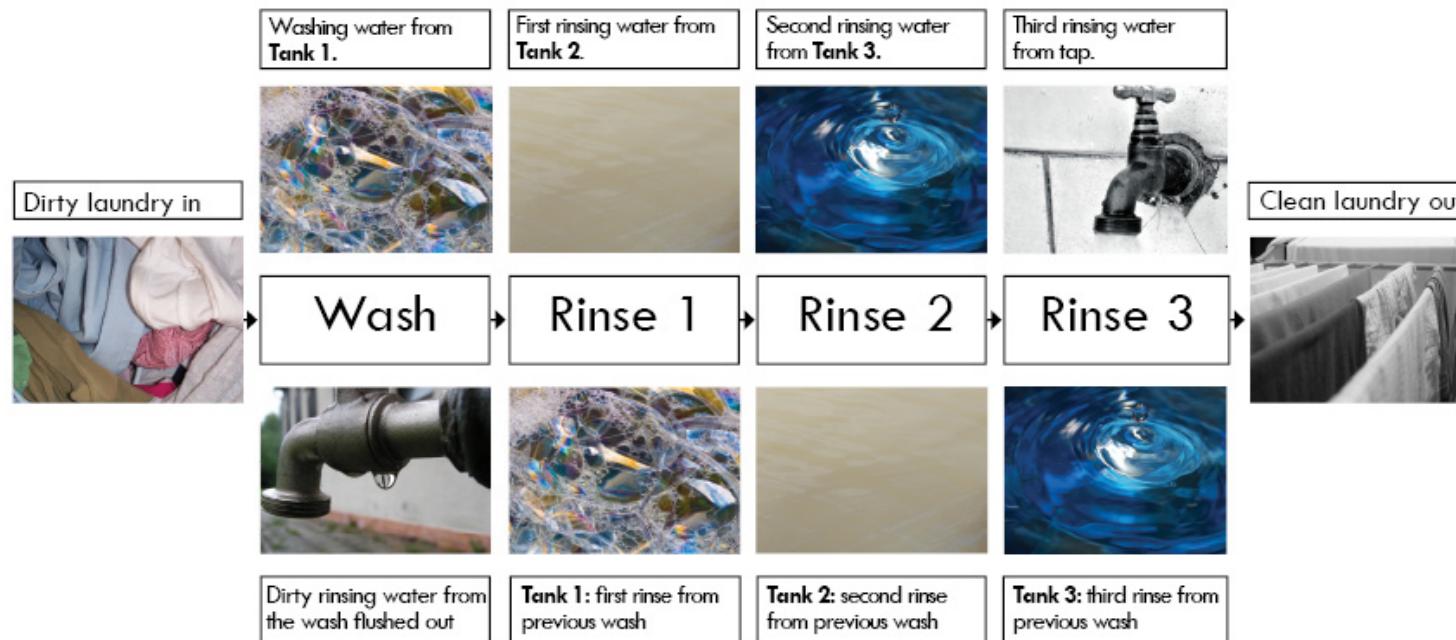 Washing water from
Tank 1.
First rinsing water from
Tank 2.
Second rinsing water
from Tank 3.
Third rinsing water
from tap.
Dirty laundry in
Clean laundry ou
Wash
Rinse 1
Rinse 2
Rinse 3
Dirty rinsing water from
the wash flushed out
Tank 1: first rinse from
previous wash
Tank 2: second rinse
from previous wash
Tank 3: third rinse from
previous wash